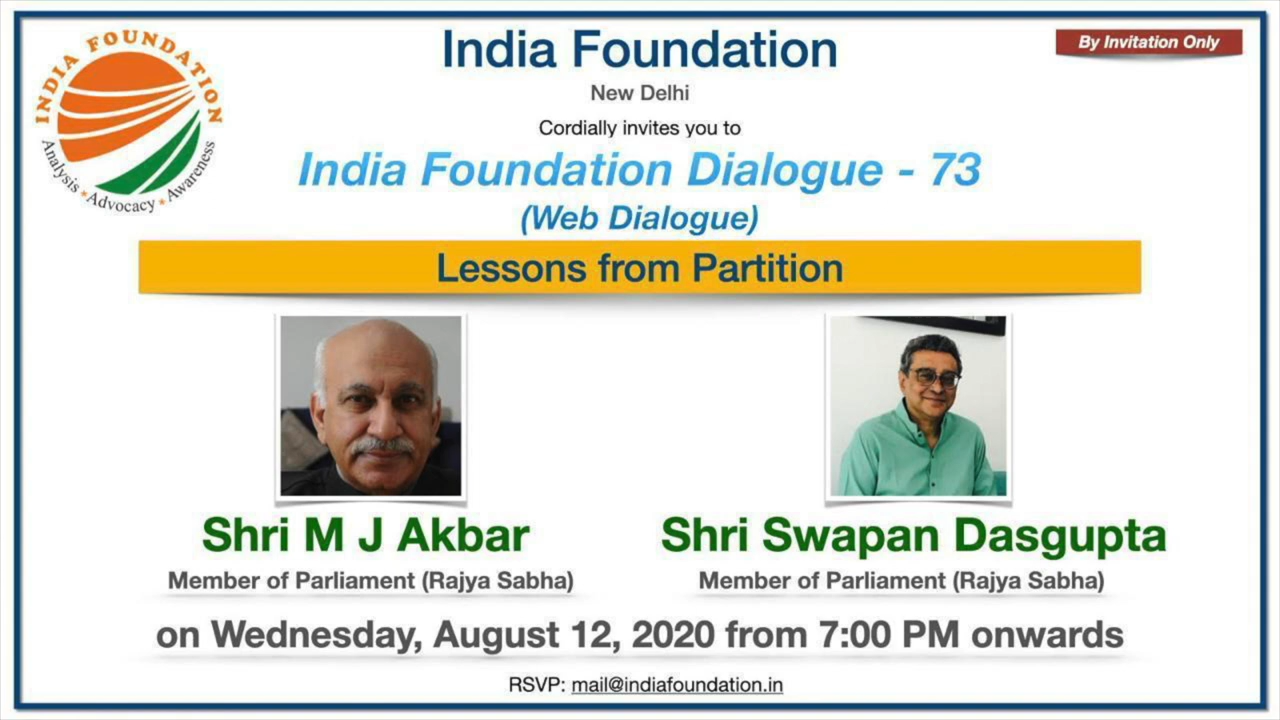 INDIA FOUNDATION
Analysis * Advocacy * Awareness
India Foundation
By Invitation Only
New Delhi
Cordially invites you to
India Foundation Dialogue - 73
(Web Dialogue)
Lessons from Partition
Shri M J Akbar
Member of Parliament (Rajya Sabha)
Shri Swapan Dasgupta
Member of Parliament (Rajya Sabha)
on Wednesday, August 12, 2020 from 7:00 PM onwards
RSVP: mail@indiafoundation.in